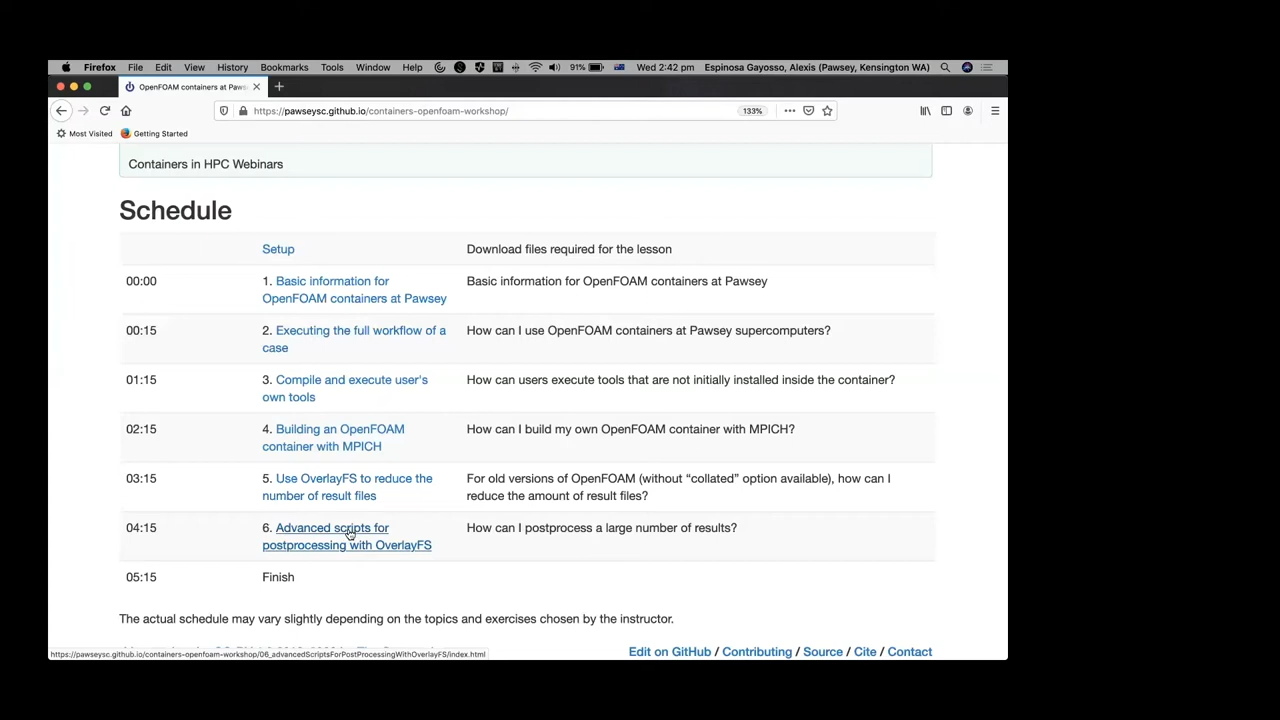 Firefox File Edit View History Bookmarks Tools Window Help 91% Wed 2:42 pm Espinosa Gayosso, Alexis (Pawsey, Kensington WA)
OpenFOAM containers at Paws
https://pawseysc.github.io/containers-openfoam-workshop/ 133%
Most Visited Getting Started
Containers in HPC Webinars
Schedule
Setup Download files required for the lesson
00:00 1. Basic information for Basic information for OpenFOAM containers at Pawsey
OpenFOAM containers at Pawsey
00:15 2. Executing the full workflow of a How can I use OpenFOAM containers at Pawsey supercomputers?
case
01:15 3. Compile and execute user's How can users execute tools that are not initially installed inside the container?
own tools
02:15 4. Building an OpenFOAM How can I build my own OpenFOAM container with MPICH?
container with MPICH
03:15 5. Use OverlayFS to reduce the For old versions of OpenFOAM (without “collated” option available), how can I
number of result files reduce the amount of result files?
04:15 6. Advanced scripts for How can I postprocess a large number of results?
postprocessing with OverlayFS
05:15 Finish
The actual schedule may vary slightly depending on the topics and exercises chosen by the instructor.
Edit on GitHub / Contributing / Source / Cite / Contact
https://pawseysc.github.io/containers-openfoam-workshop/06_advancedScriptsForPostProcessingWithOverlayFS/index.html